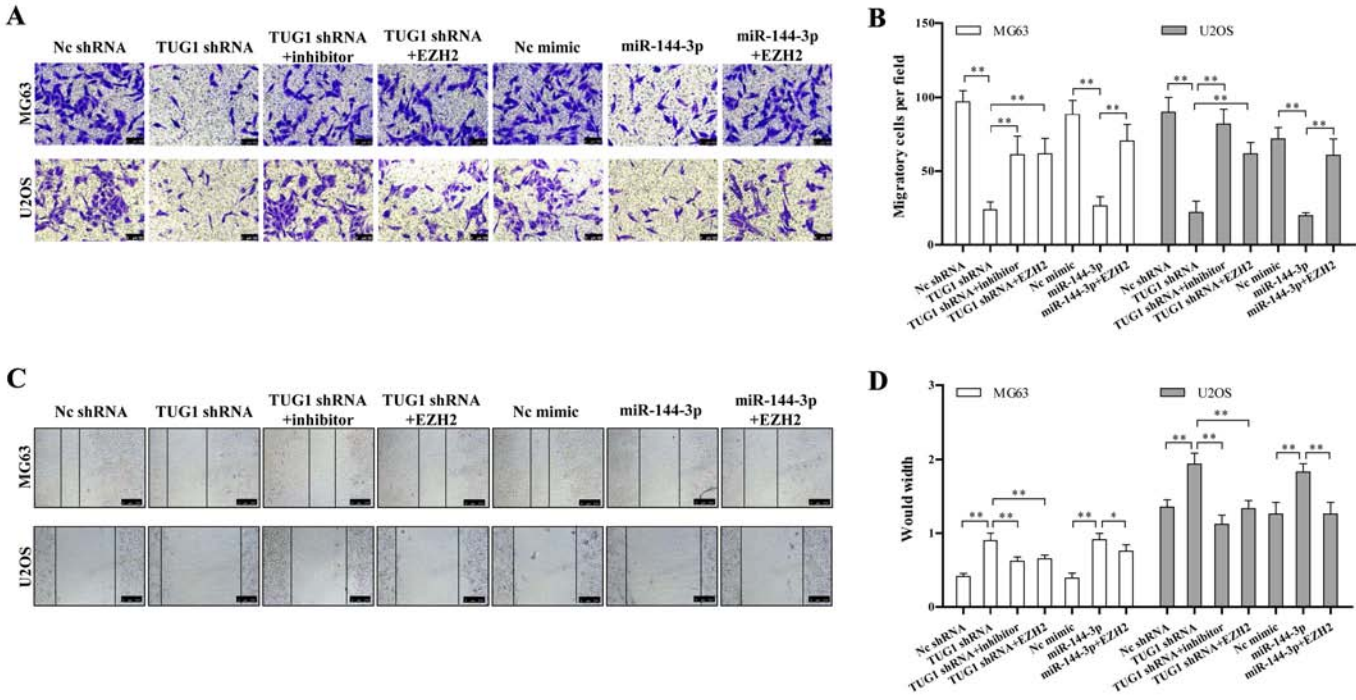 A
Nc shRNA
TUG1 shRNA
TUG1 shRNA
+inhibitor
TUG1 shRNA
+EZH2
Nc mimic
miR-144-3p
miR-144-3p
+EZH2
MG63
U2OS
B
MG63
U2OS
Migratory cells per field
150
100
50
0
** ** ** ** ** ** ** ** ** **
Nc shRNA
TUG1 shRNA
TUG1 shRNA+inhibitor
TUG1 shRNA+EZH2
Nc mimic
miR-144-3p
miR-144-3p+EZH2
Nc shRNA
TUG1 shRNA
TUG1 shRNA+inhibitor
TUG1 shRNA+EZH2
Nc mimic
miR-144-3p
miR-144-3p+EZH2
C
Nc shRNA
TUG1 shRNA
TUG1 shRNA
+inhibitor
TUG1 shRNA
+EZH2
Nc mimic
miR-144-3p
miR-144-3p
+EZH2
MG63
U2OS
D
MG63
U2OS
Would width
3
2
1
0
** ** ** ** * ** ** ** ** **
Nc shRNA
TUG1 shRNA
TUG1 shRNA+inhibitor
TUG1 shRNA+EZH2
Nc mimic
miR-144-3p
miR-144-3p+EZH2
Nc shRNA
TUG1 shRNA
TUG1 shRNA+inhibitor
TUG1 shRNA+EZH2
Nc mimic
miR-144-3p
miR-144-3p+EZH2